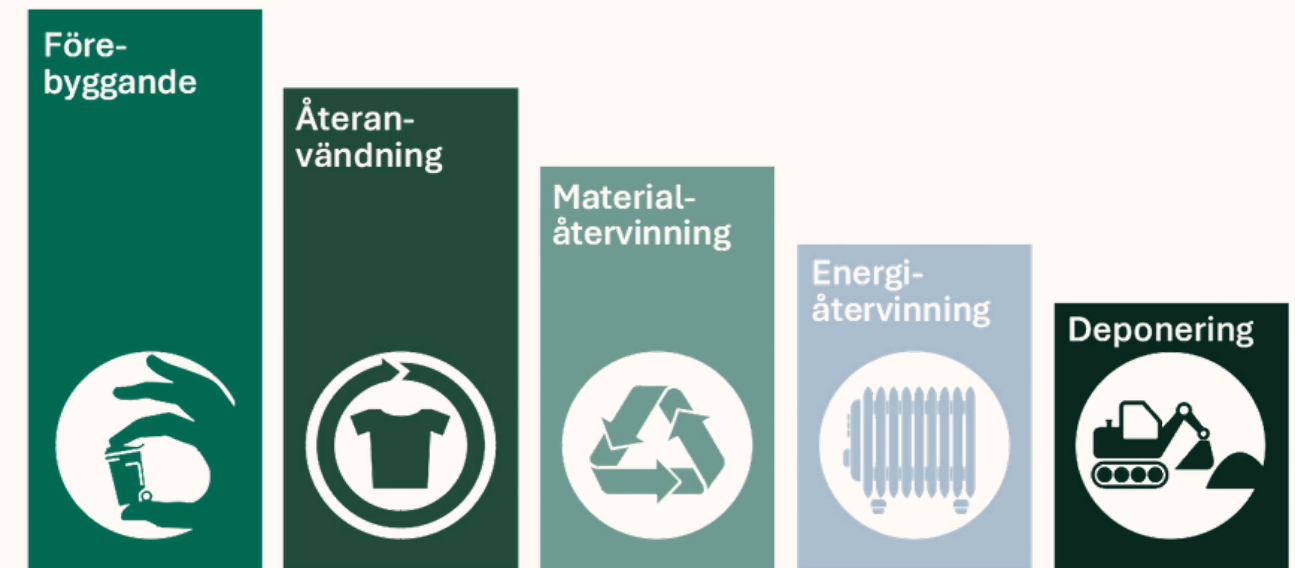 Före-
byggande
Återan-
vändning
Material-
återvinning
Energi-
återvinning
Deponering